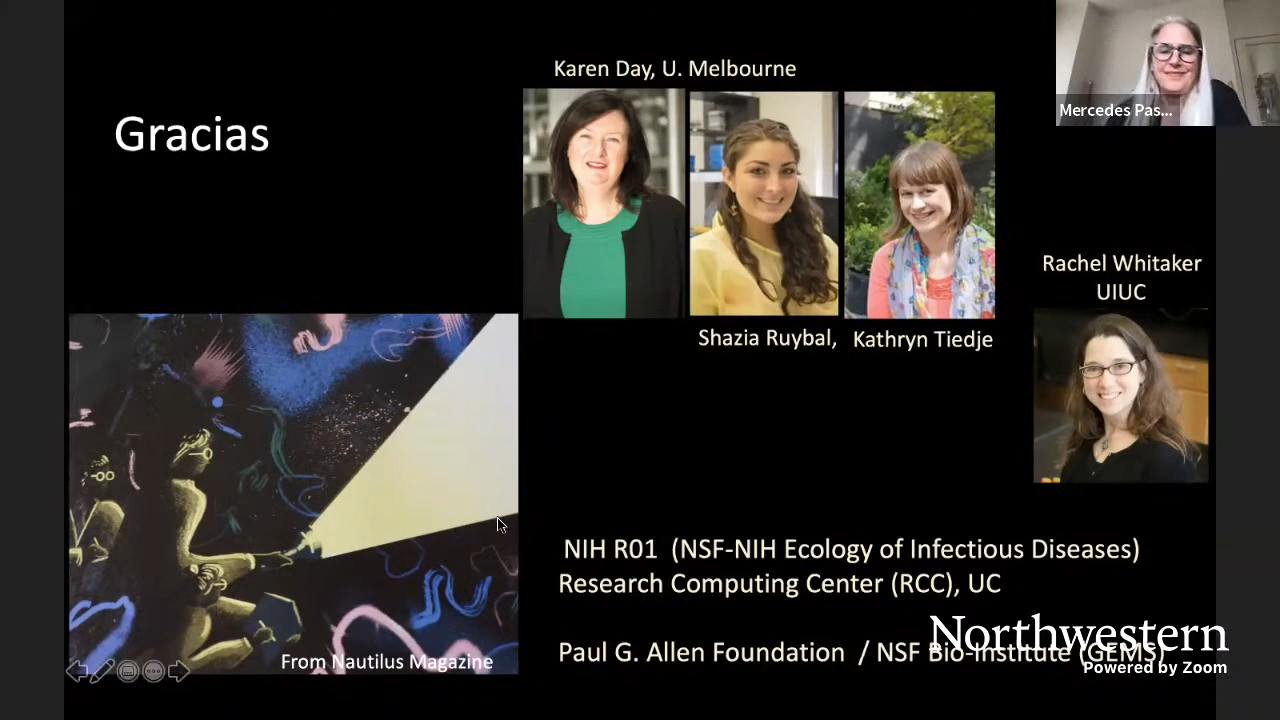 Karen Day, U. Melbourne
Mercedes Pas...
Gracias
Rachel Whitaker
UIUC
Shazia Ruybal,
Kathryn Tiedje
NIH R01 (NSF-NIH Ecology of Infectious Diseases)
Research Computing Center (RCC), UC
Northwestern
Paul G. Allen Foundation / NSF Bio-Institute (GEMS)
From Nautilus Magazine
Powered by Zoom